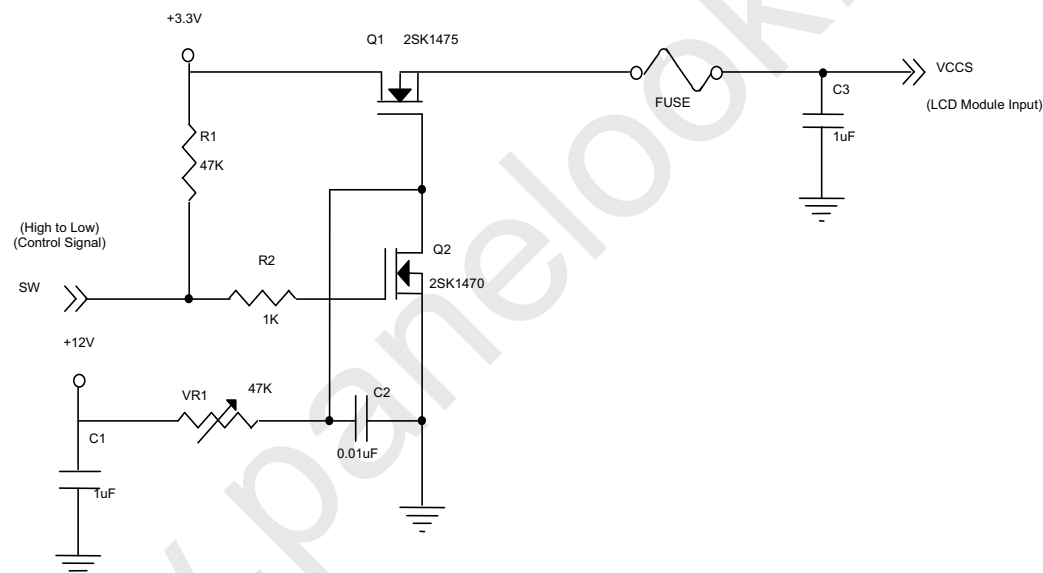 +3.3V
Q1 2SK1475
VCCS
FUSE
C3
(LCD Module Input)
1uF
R1
47K
(High to Low)
(Control Signal)
SW
R2
1K
Q2
2SK1470
+12V
VR1
47K
C2
0.01uF
C1
1uF
panelook